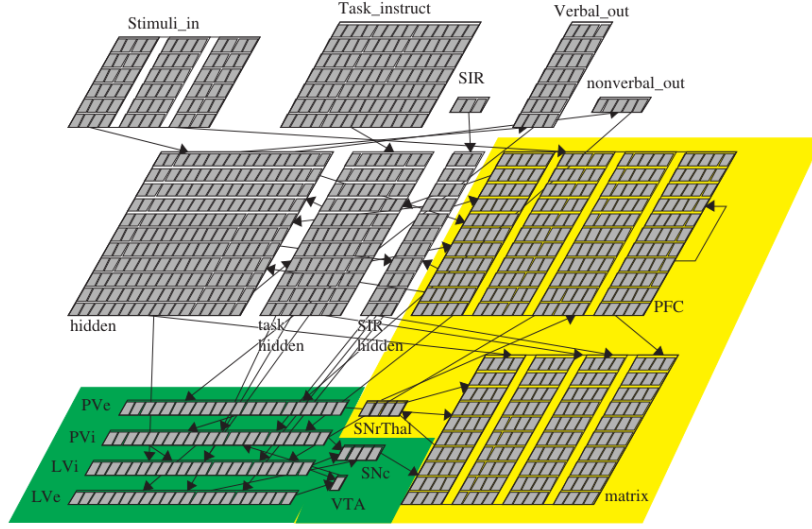 Stimuli_in
Task_instruct
Verbal_out
SIR
nonverbal_out
hidden
task
hidden
SIR
hidden
PFC
PVe
PVi
LVi
LVe
SNrThal
SNc
VTA
matrix